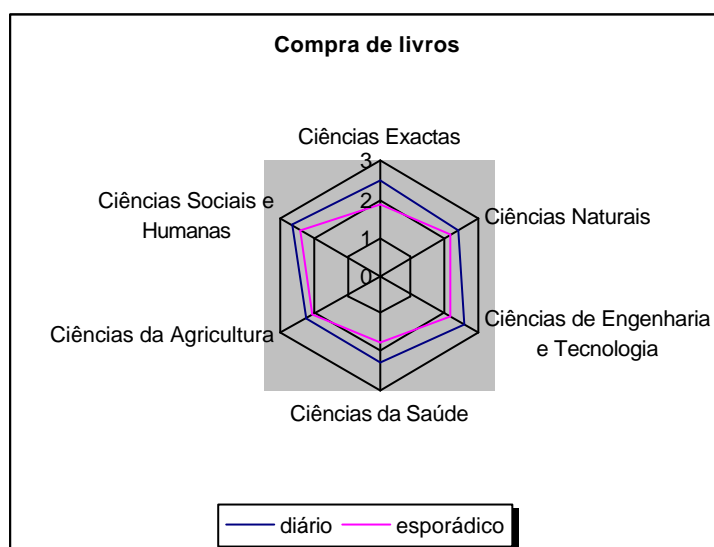 Compra de livros
Ciências Exactas
3
2
1
0
Ciências Naturais
Ciências de Engenharia
e Tecnologia
Ciências da Saúde
Ciências da Agricultura
Ciências Sociais e
Humanas
diário
esporádico